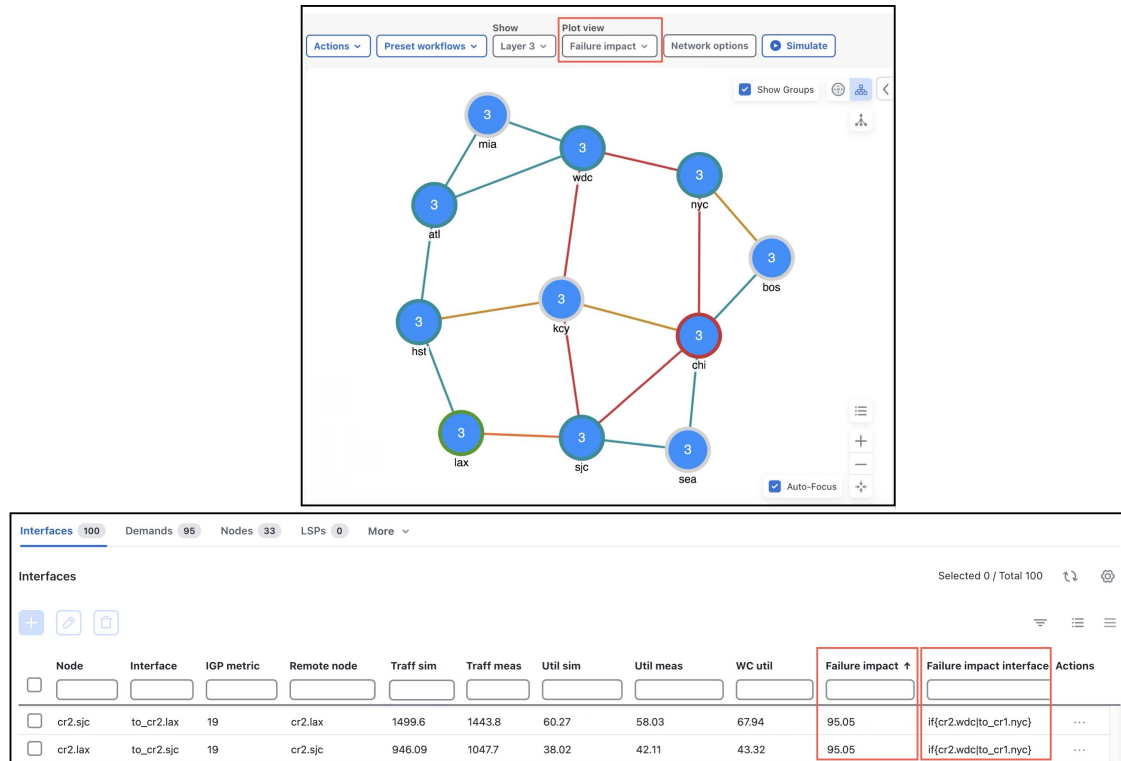 Show Plot view
Actions Preset workflows Layer 3 Failure impact Network options Simulate
Show Groups
3
mia
3
wdc
3
nyc
3
atl
3
bos
3
kcy
3
hst
3
chi
3
lax
3
sjc
3
sea
Auto-Focus
Interfaces 100 Demands 95 Nodes 33 LSPs 0 More
Interfaces Selected 0 / Total 100
Node Interface IGP metric Remote node Traff sim Traff meas Util sim Util meas WC util Failure impact ↑ Failure impact interface Actions
cr2.sjc to_cr2.lax 19 cr2.lax 1499.6 1443.8 60.27 58.03 67.94 95.05 if{cr2.wdc|to_cr1.nyc} ...
cr2.lax to_cr2.sjc 19 cr2.sjc 946.09 1047.7 38.02 42.11 43.32 95.05 if{cr2.wdc|to_cr1.nyc} ...